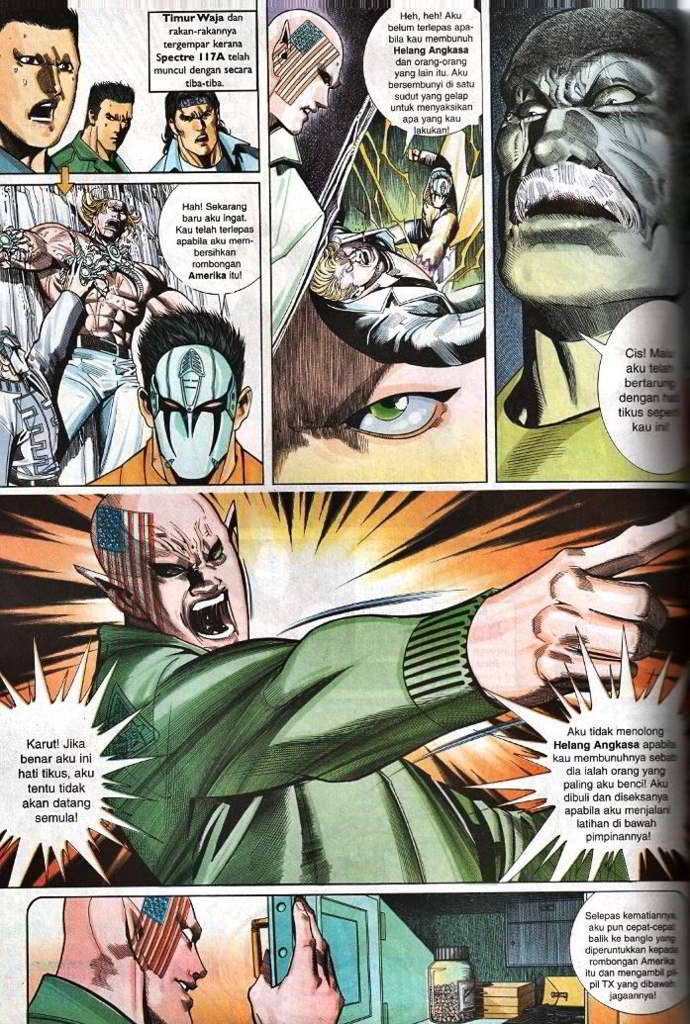 Timur Waja dan
rakan-rakannya
tergempar kerana
Spectre 117A telah
muncul dengan secara
tiba-tiba.
Heh, heh! Aku
belum terlepas apa-
bila kau membunuh
Helang Angkasa
dan orang-orang
yang lain itu. Aku
bersembunyi di satu
sudut yang gelap
untuk menyaksikan
apa yang kau
lakukan!
Hah! Sekarang
baru aku ingat.
Kau telah terlepas
apabila aku mem-
bersihkan
rombongan
Amerika itu!
Cis! Malu
aku telah
bertarung
dengan hati
tikus seperti
kau ini!
Karut! Jika
benar aku ini
hati tikus, aku
tentu tidak
akan datang
semula!
Aku tidak menolong
Helang Angkasa apabila
kau membunuhnya sebab
dia ialah orang yang
paling aku benci! Aku
dibuli dan diseksanya
apabila aku menjalani
latihan di bawah
pimpinannya!
Selepas kematiannya,
aku pun cepat-cepat
balik ke banglo yang
diperuntukkan kepada
rombongan Amerika
itu dan mengambil pil-
pil TX yang dibawah
jagaannya!